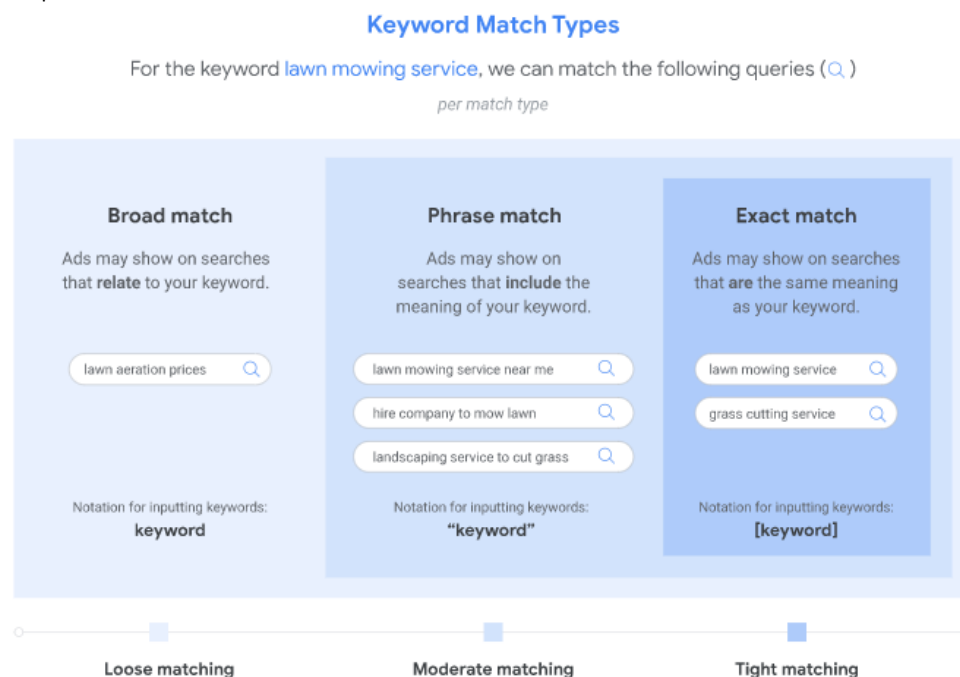 Keyword Match Types
For the keyword lawn mowing service, we can match the following queries ( )
per match type
Broad match
Ads may show on searches
that relate to your keyword.
lawn aeration prices
Notation for inputting keywords:
keyword
Phrase match
Ads may show on
searches that include the
meaning of your keyword.
lawn mowing service near me
hire company to mow lawn
landscaping service to cut grass
Notation for inputting keywords:
“keyword”
Exact match
Ads may show on searches
that are the same meaning
as your keyword.
lawn mowing service
grass cutting service
Notation for inputting keywords:
[keyword]
Loose matching
Moderate matching
Tight matching